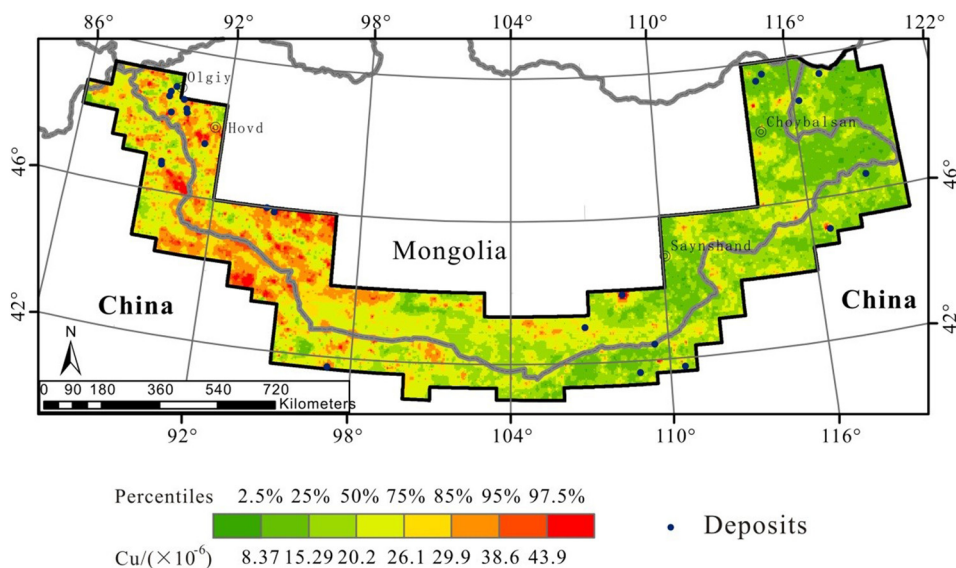 86° 92° 98° 104° 110° 116° 122°
Olgiy
Hovd
Choybalsan
46° 46°
Saynshand
Mongolia
China China
42° 42°
N
0 90 180 360 540 720
Kilometers
92° 98° 104° 110° 116°
Percentiles 2.5% 25% 50% 75% 85% 95% 97.5%
Deposits
Cu/(×10⁻⁶) 8.37 15.29 20.2 26.1 29.9 38.6 43.9